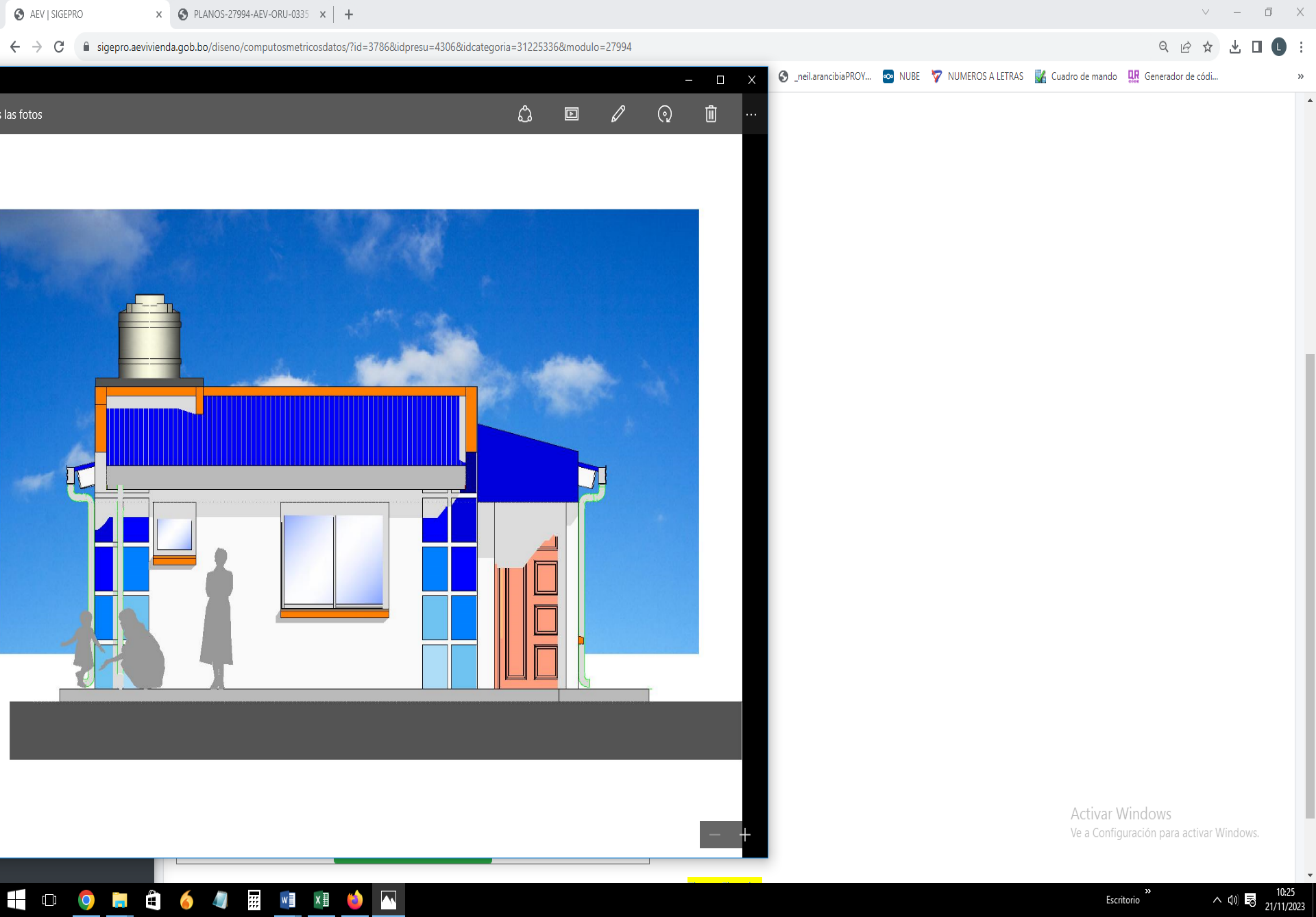 AEV | SIGEPRO
PLANOS-27994-AEV-ORU-0335
sigepro.aevivienda.gob.bo/diseno/computosmetricosdatos/?id=3786&idpresu=4306&idcategoria=31225336&modulo=27994
L
_neil.arancibiaPROY...
NUBE
NUMEROS A LETRAS
Cuadro de mando
QR
Generador de códi...
»
s las fotos
Activar Windows
Ve a Configuración para activar Windows.
Escritorio
»
10:25
21/11/2023